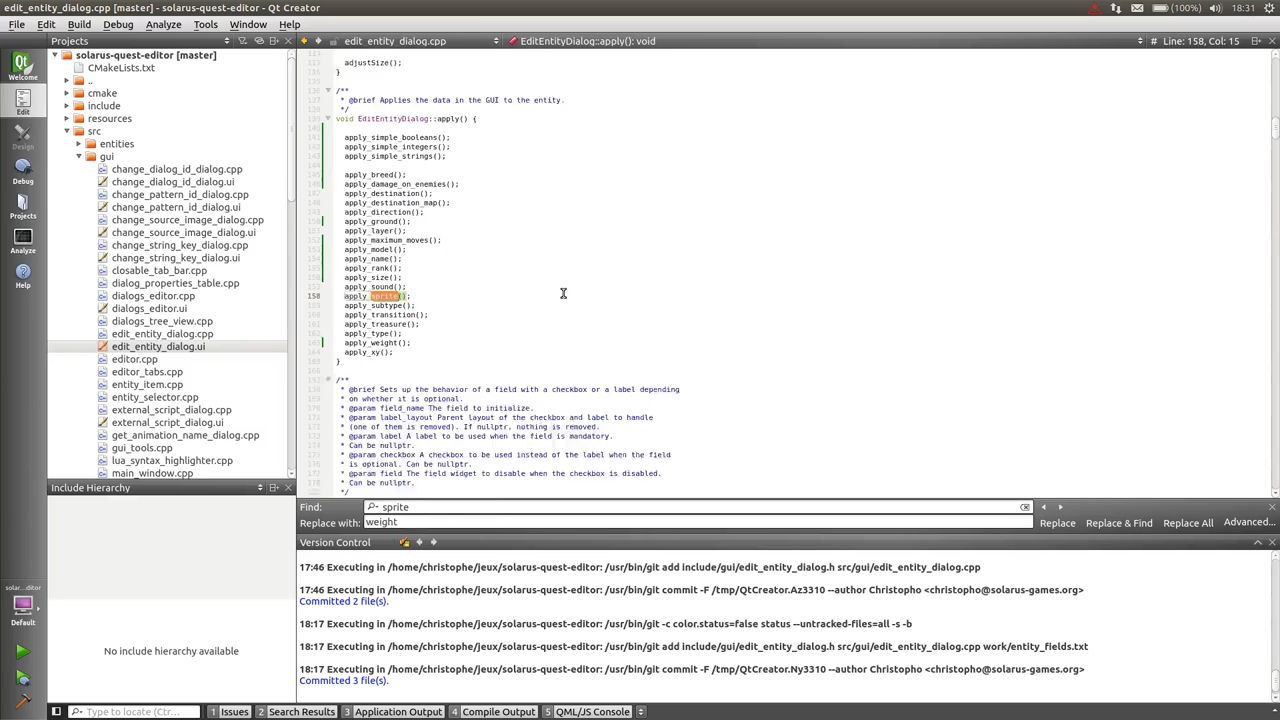 edit_entity_dialog.cpp [master] - solarus-quest-editor - Qt Creator
(100%) 18:31
File Edit Build Debug Analyze Tools Window Help
Projects
edit_entity_dialog.cpp
EditEntityDialog::apply(): void
# Line: 158, Col: 15
Welcome
Edit
Design
Debug
Projects
Analyze
Help
solar...ditor
Default
solarus-quest-editor [master]
CMakeLists.txt
..
cmake
include
resources
src
entities
gui
change_dialog_id_dialog.cpp
change_dialog_id_dialog.ui
change_pattern_id_dialog.cpp
change_pattern_id_dialog.ui
change_source_image_dialog.cpp
change_source_image_dialog.ui
change_string_key_dialog.cpp
change_string_key_dialog.ui
closable_tab_bar.cpp
dialog_properties_table.cpp
dialogs_editor.cpp
dialogs_editor.ui
dialogs_tree_view.cpp
edit_entity_dialog.cpp
edit_entity_dialog.ui
editor.cpp
editor_tabs.cpp
entity_item.cpp
entity_selector.cpp
external_script_dialog.cpp
external_script_dialog.ui
get_animation_name_dialog.cpp
gui_tools.cpp
lua_syntax_highlighter.cpp
main_window.cpp
Include Hierarchy
No include hierarchy available
adjustSize();
}
/**
* @brief Applies the data in the GUI to the entity.
*/
void EditEntityDialog::apply() {
apply_simple_booleans();
apply_simple_integers();
apply_simple_strings();
apply_breed();
apply_damage_on_enemies();
apply_destination();
apply_destination_map();
apply_direction();
apply_ground();
apply_layer();
apply_maximum_moves();
apply_model();
apply_name();
apply_rank();
apply_size();
apply_sound();
158 apply_sprite();
apply_subtype();
apply_transition();
apply_treasure();
apply_type();
apply_weight();
apply_xy();
}
/**
* @brief Sets up the behavior of a field with a checkbox or a label depending
* on whether it is optional.
* @param field_name The field to initialize.
* @param label_layout Parent layout of the checkbox and label to handle
* (one of them is removed). If nullptr, nothing is removed.
* @param label A label to be used when the field is mandatory.
* Can be nullptr.
* @param checkbox A checkbox to be used instead of the label when the field
* is optional. Can be nullptr.
* @param field The field widget to disable when the checkbox is disabled.
* Can be nullptr.
*/
Find: sprite
Replace with: weight
Replace Replace & Find Replace All Advanced...
Version Control
17:46 Executing in /home/christophe/jeux/solarus-quest-editor: /usr/bin/git add include/gui/edit_entity_dialog.h src/gui/edit_entity_dialog.cpp
17:46 Executing in /home/christophe/jeux/solarus-quest-editor: /usr/bin/git commit -F /tmp/QtCreator.Az3310 --author Christopho <christopho@solarus-games.org>
Committed 2 file(s).
18:17 Executing in /home/christophe/jeux/solarus-quest-editor: /usr/bin/git -c color.status=false status --untracked-files=all -s -b
18:17 Executing in /home/christophe/jeux/solarus-quest-editor: /usr/bin/git add include/gui/edit_entity_dialog.h src/gui/edit_entity_dialog.cpp work/entity_fields.txt
18:17 Executing in /home/christophe/jeux/solarus-quest-editor: /usr/bin/git commit -F /tmp/QtCreator.Ny3310 --author Christopho <christopho@solarus-games.org>
Committed 3 file(s).
Type to locate (Ctrl-... 1 Issues 2 Search Results 3 Application Output 4 Compile Output 5 QML/JS Console